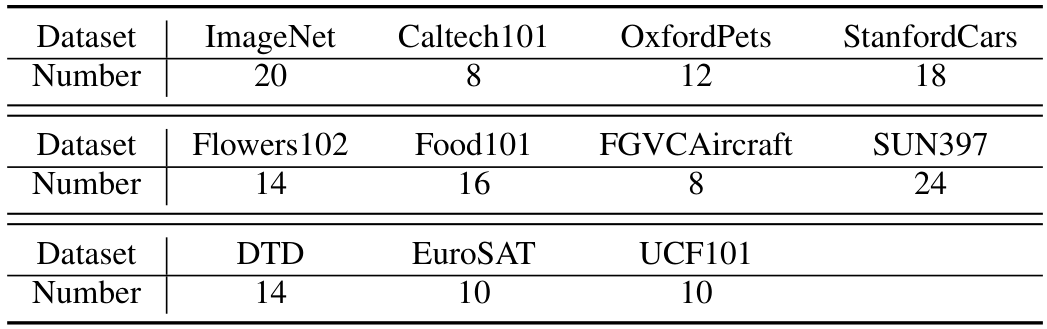 Dataset ImageNet Caltech101 OxfordPets StanfordCars
Number 20 8 12 18
Dataset Flowers102 Food101 FGVCAircraft SUN397
Number 14 16 8 24
Dataset DTD EuroSAT UCF101
Number 14 10 10